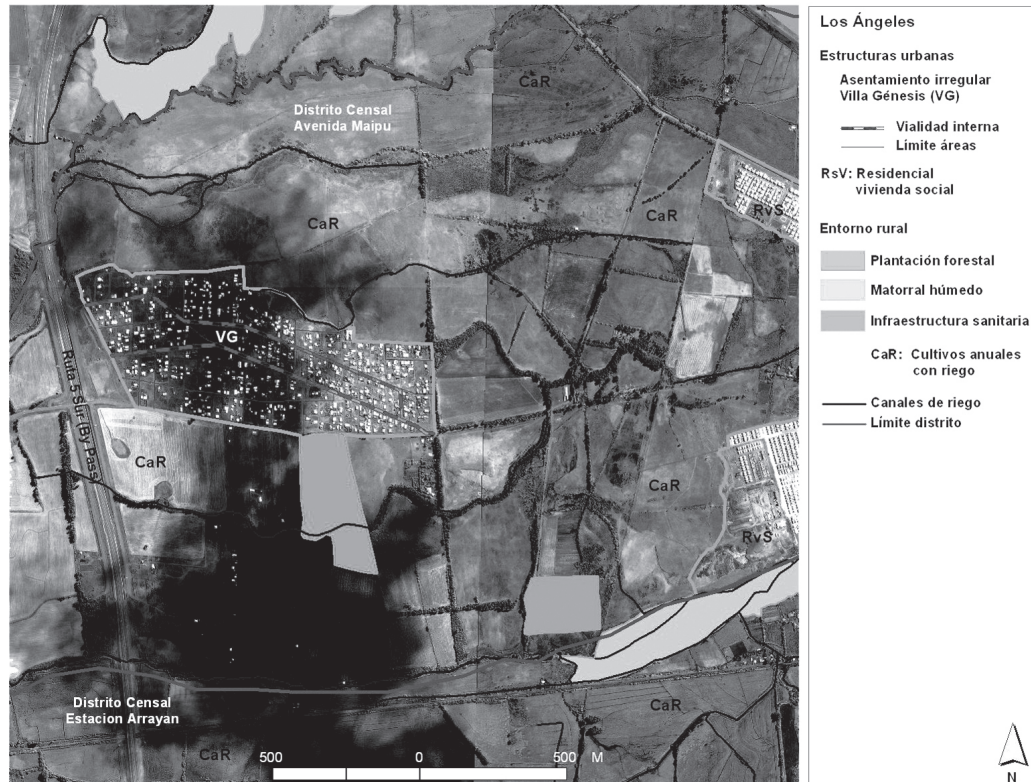 Distrito Censal
Avenida Maipu
CaR
CaR
CaR
RvS
VG
Ruta 5 Sur (By Pass)
CaR
CaR
RvS
Distrito Censal
Estacion Arrayan
CaR
CaR
500 0 500 M
Los Ángeles
Estructuras urbanas
Asentamiento irregular
Villa Génesis (VG)
Vialidad interna
Límite áreas
RsV: Residencial
vivienda social
Entorno rural
Plantación forestal
Matorral húmedo
Infraestructura sanitaria
CaR: Cultivos anuales
con riego
Canales de riego
Límite distrito
N